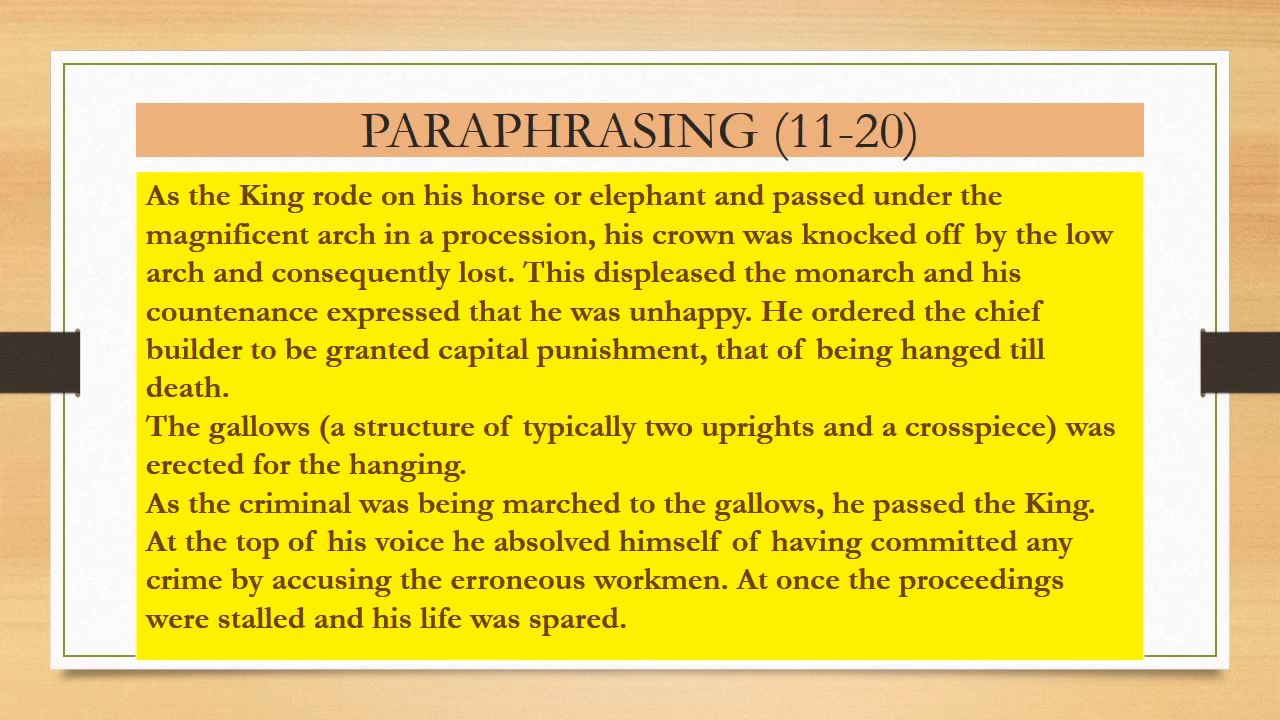 PARAPHRASING (11-20)
As the King rode on his horse or elephant and passed under the
magnificent arch in a procession, his crown was knocked off by the low
arch and consequently lost. This displeased the monarch and his
countenance expressed that he was unhappy. He ordered the chief
builder to be granted capital punishment, that of being hanged till
death.
The gallows (a structure of typically two uprights and a crosspiece) was
erected for the hanging.
As the criminal was being marched to the gallows, he passed the King.
At the top of his voice he absolved himself of having committed any
crime by accusing the erroneous workmen. At once the proceedings
were stalled and his life was spared.